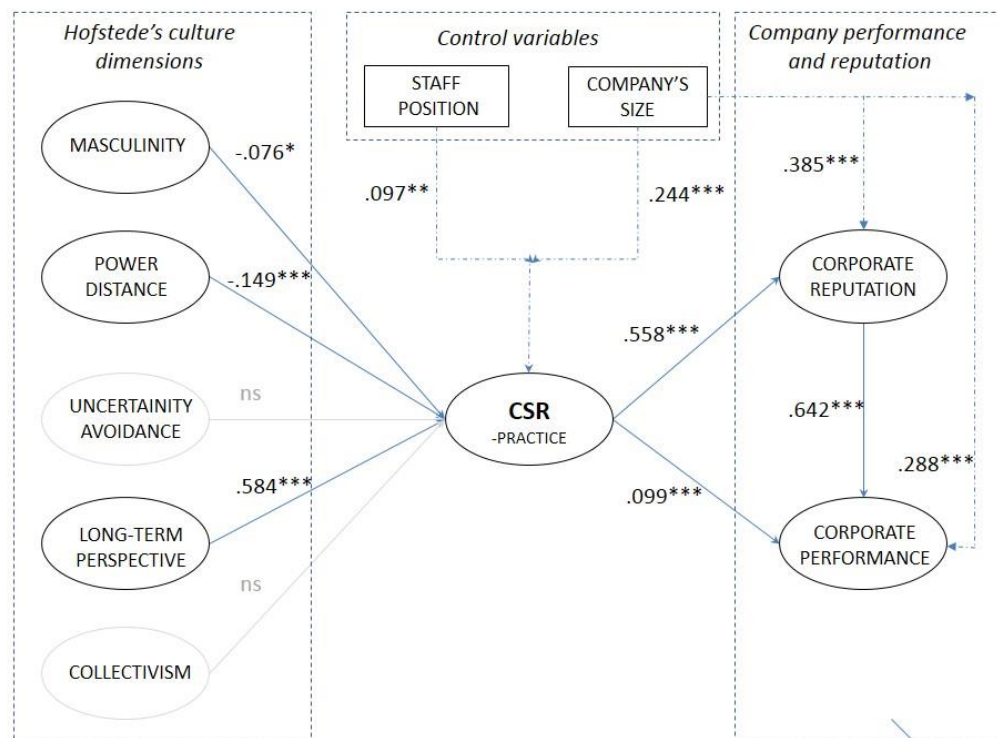 Hofstede's culture
dimensions
MASCULINITY
POWER
DISTANCE
UNCERTAINITY
AVOIDANCE
LONG-TERM
PERSPECTIVE
COLLECTIVISM
-.076*
-.149***
ns
.584***
ns
Control variables
STAFF
POSITION
COMPANY'S
SIZE
.097**
.244***
CSR
-PRACTICE
.558***
.099***
Company performance
and reputation
.385***
CORPORATE
REPUTATION
.642***
.288***
CORPORATE
PERFORMANCE